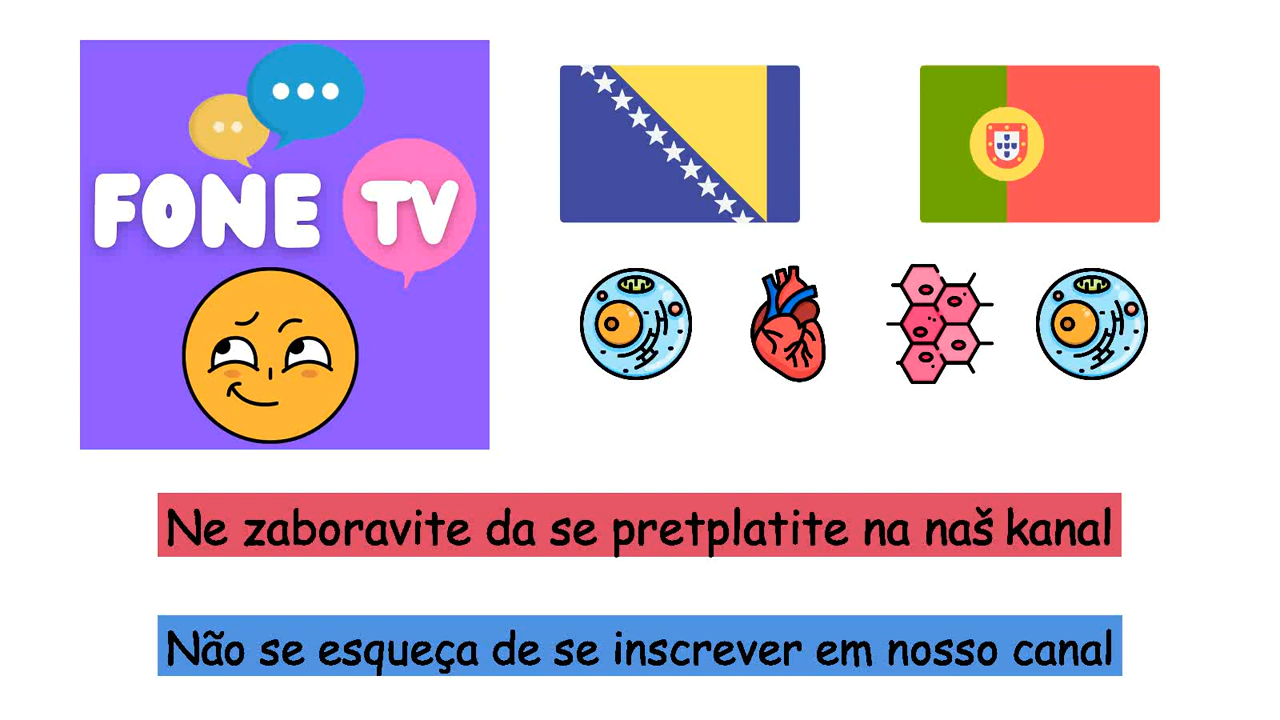 FONE TV
Ne zaboravite da se pretplatite na naš kanal
Não se esqueça de se inscrever em nosso canal